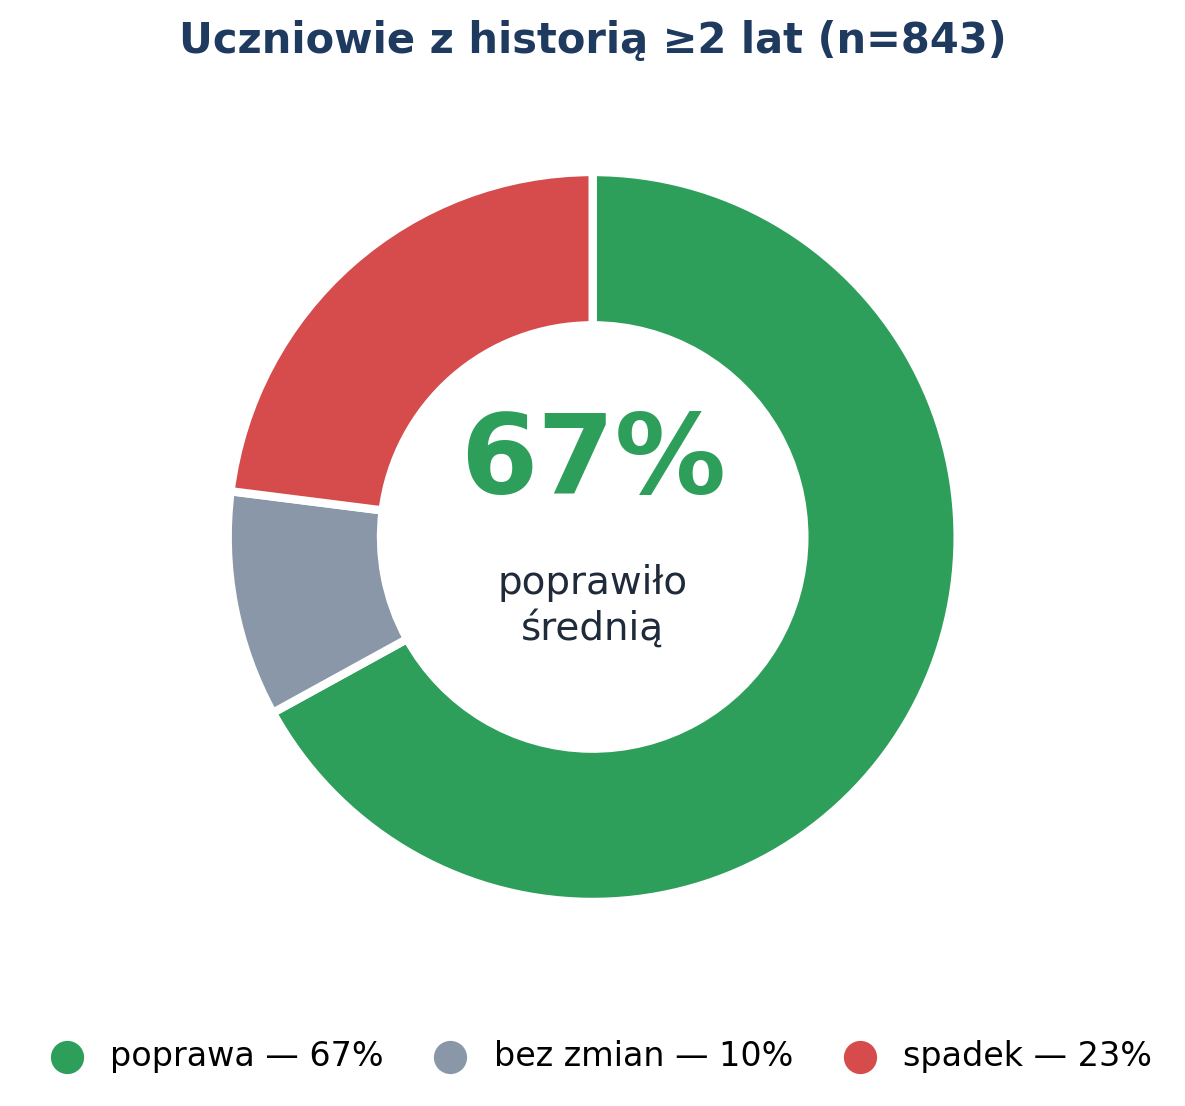 Uczniowie z historią ≥2 lat (n=843)
67%
poprawiło
średnią
poprawa — 67%
bez zmian — 10%
spadek — 23%